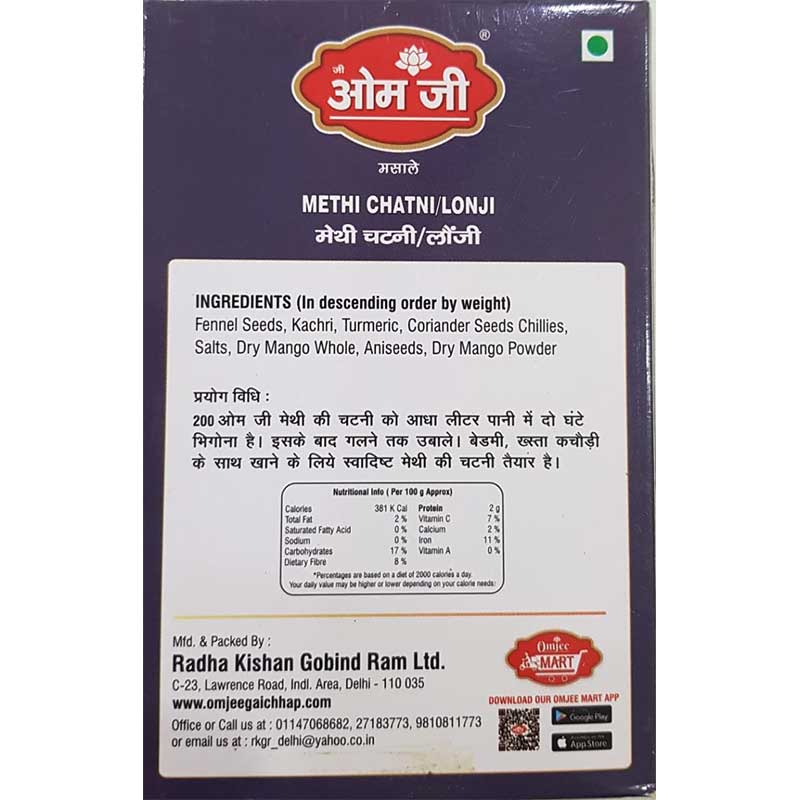 ®
जी
ओम जी
मसाले
METHI CHATNI/LONJI
मेथी चटनी/लौंजी
INGREDIENTS (In descending order by weight)
Fennel Seeds, Kachri, Turmeric, Coriander Seeds Chillies,
Salts, Dry Mango Whole, Aniseeds, Dry Mango Powder
प्रयोग विधि :
200 ओम जी मेथी की चटनी को आधा लीटर पानी में दो घंटे
भिगोना है। इसके बाद गलने तक उबाले। बेडमी, खस्ता कचौड़ी
के साथ खाने के लिये स्वादिष्ट मेथी की चटनी तैयार है।
Nutritional Info ( Per 100 g Approx)
Calories 381 K Cal Protein 2 g
Total Fat 2 % Vitamin C 7 %
Saturated Fatty Acid 0 % Calcium 2 %
Sodium 0 % Iron 11 %
Carbohydrates 17 % Vitamin A 0 %
Dietary Fibre 8 %
*Percentages are based on a diet of 2000 calories a day.
Your daily value may be higher or lower depending on your calorie needs:
Mfd. & Packed By :
Radha Kishan Gobind Ram Ltd.
C-23, Lawrence Road, Indl. Area, Delhi - 110 035
www.omjeegaichhap.com
Office or Call us at : 01147068682, 27183773, 9810811773
or email us at : rkgr_delhi@yahoo.co.in
Omjee
MART
DOWNLOAD OUR OMJEE MART APP
Google Play
App Store